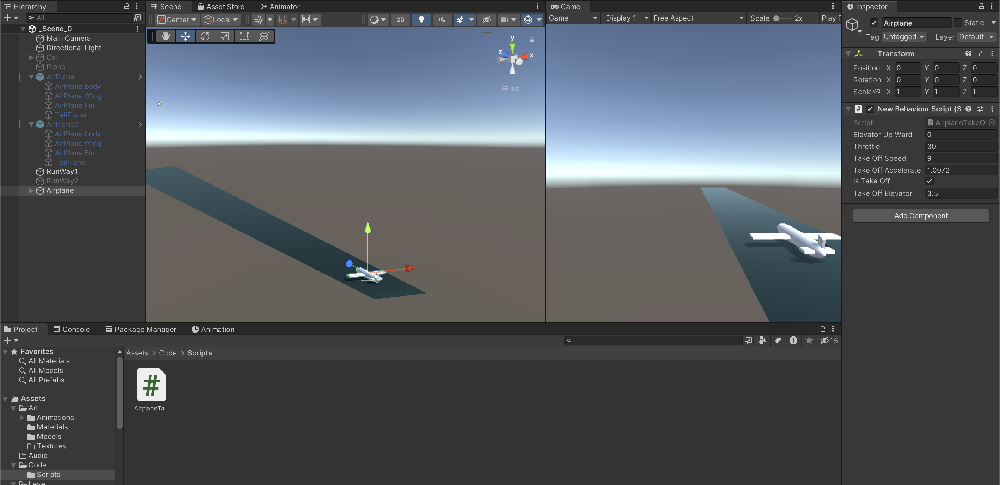 Hierarchy
All
_Scene_0
Main Camera
Directional Light
Car
Plane
AirPlane
AirPlane body
AirPlane Wing
AirPlane Fin
TailPlane
AirPlane2
AirPlane body
AirPlane Wing
AirPlane Fin
TailPlane
RunWay1
RunWay2
Airplane
Scene Asset Store Animator
Center Local 2D
y
z x
Iso
Game
Game Display 1 Free Aspect Scale 2x Play F
Inspector
Airplane Static
Tag Untagged Layer Default
Transform
Position X 0 Y 0 Z 0
Rotation X 0 Y 0 Z 0
Scale X 1 Y 1 Z 1
# New Behaviour Script (S
Script # AirplaneTakeOf
Elevator Up Ward 0
Throttle 30
Take Off Speed 9
Take Off Accelerate 1.0072
Is Take Off
Take Off Elevator 3.5
Add Component
Project Console Package Manager Animation
15
Favorites
All Materials
All Models
All Prefabs
Assets
Art
Animations
Materials
Models
Textures
Audio
Code
Scripts
Level
Assets > Code > Scripts
#
AirplaneTa...